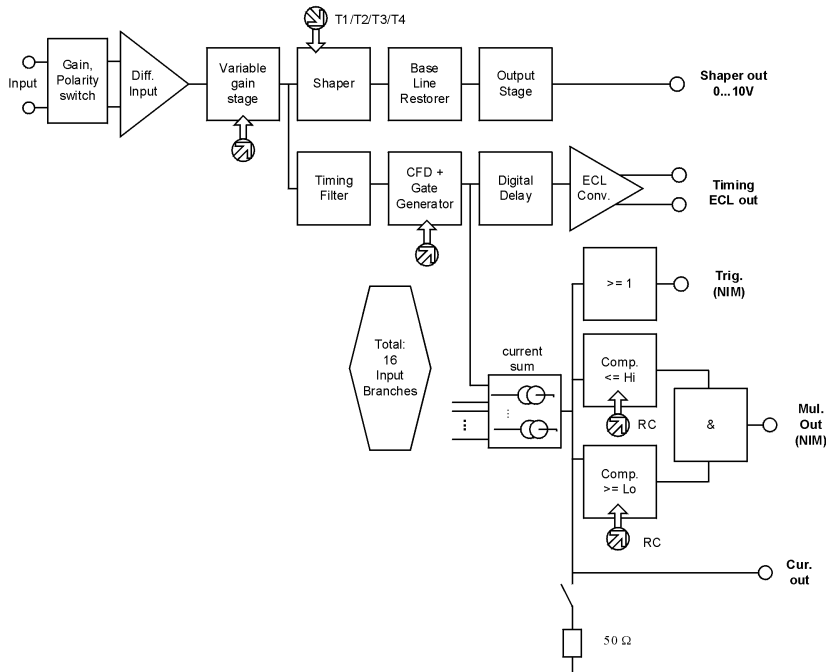 T1/T2/T3/T4
Input
Gain,
Polarity
switch
Diff.
Input
Variable
gain
stage
Shaper
Base
Line
Restorer
Output
Stage
Shaper out
0...10V
Timing
Filter
CFD +
Gate
Generator
Digital
Delay
ECL
Conv.
Timing
ECL out
>= 1
Trig.
(NIM)
Total:
16
Input
Branches
current
sum
...
...
Comp.
<= Hi
RC
&
Mul.
Out
(NIM)
Comp.
>= Lo
RC
Cur.
out
50 Ω